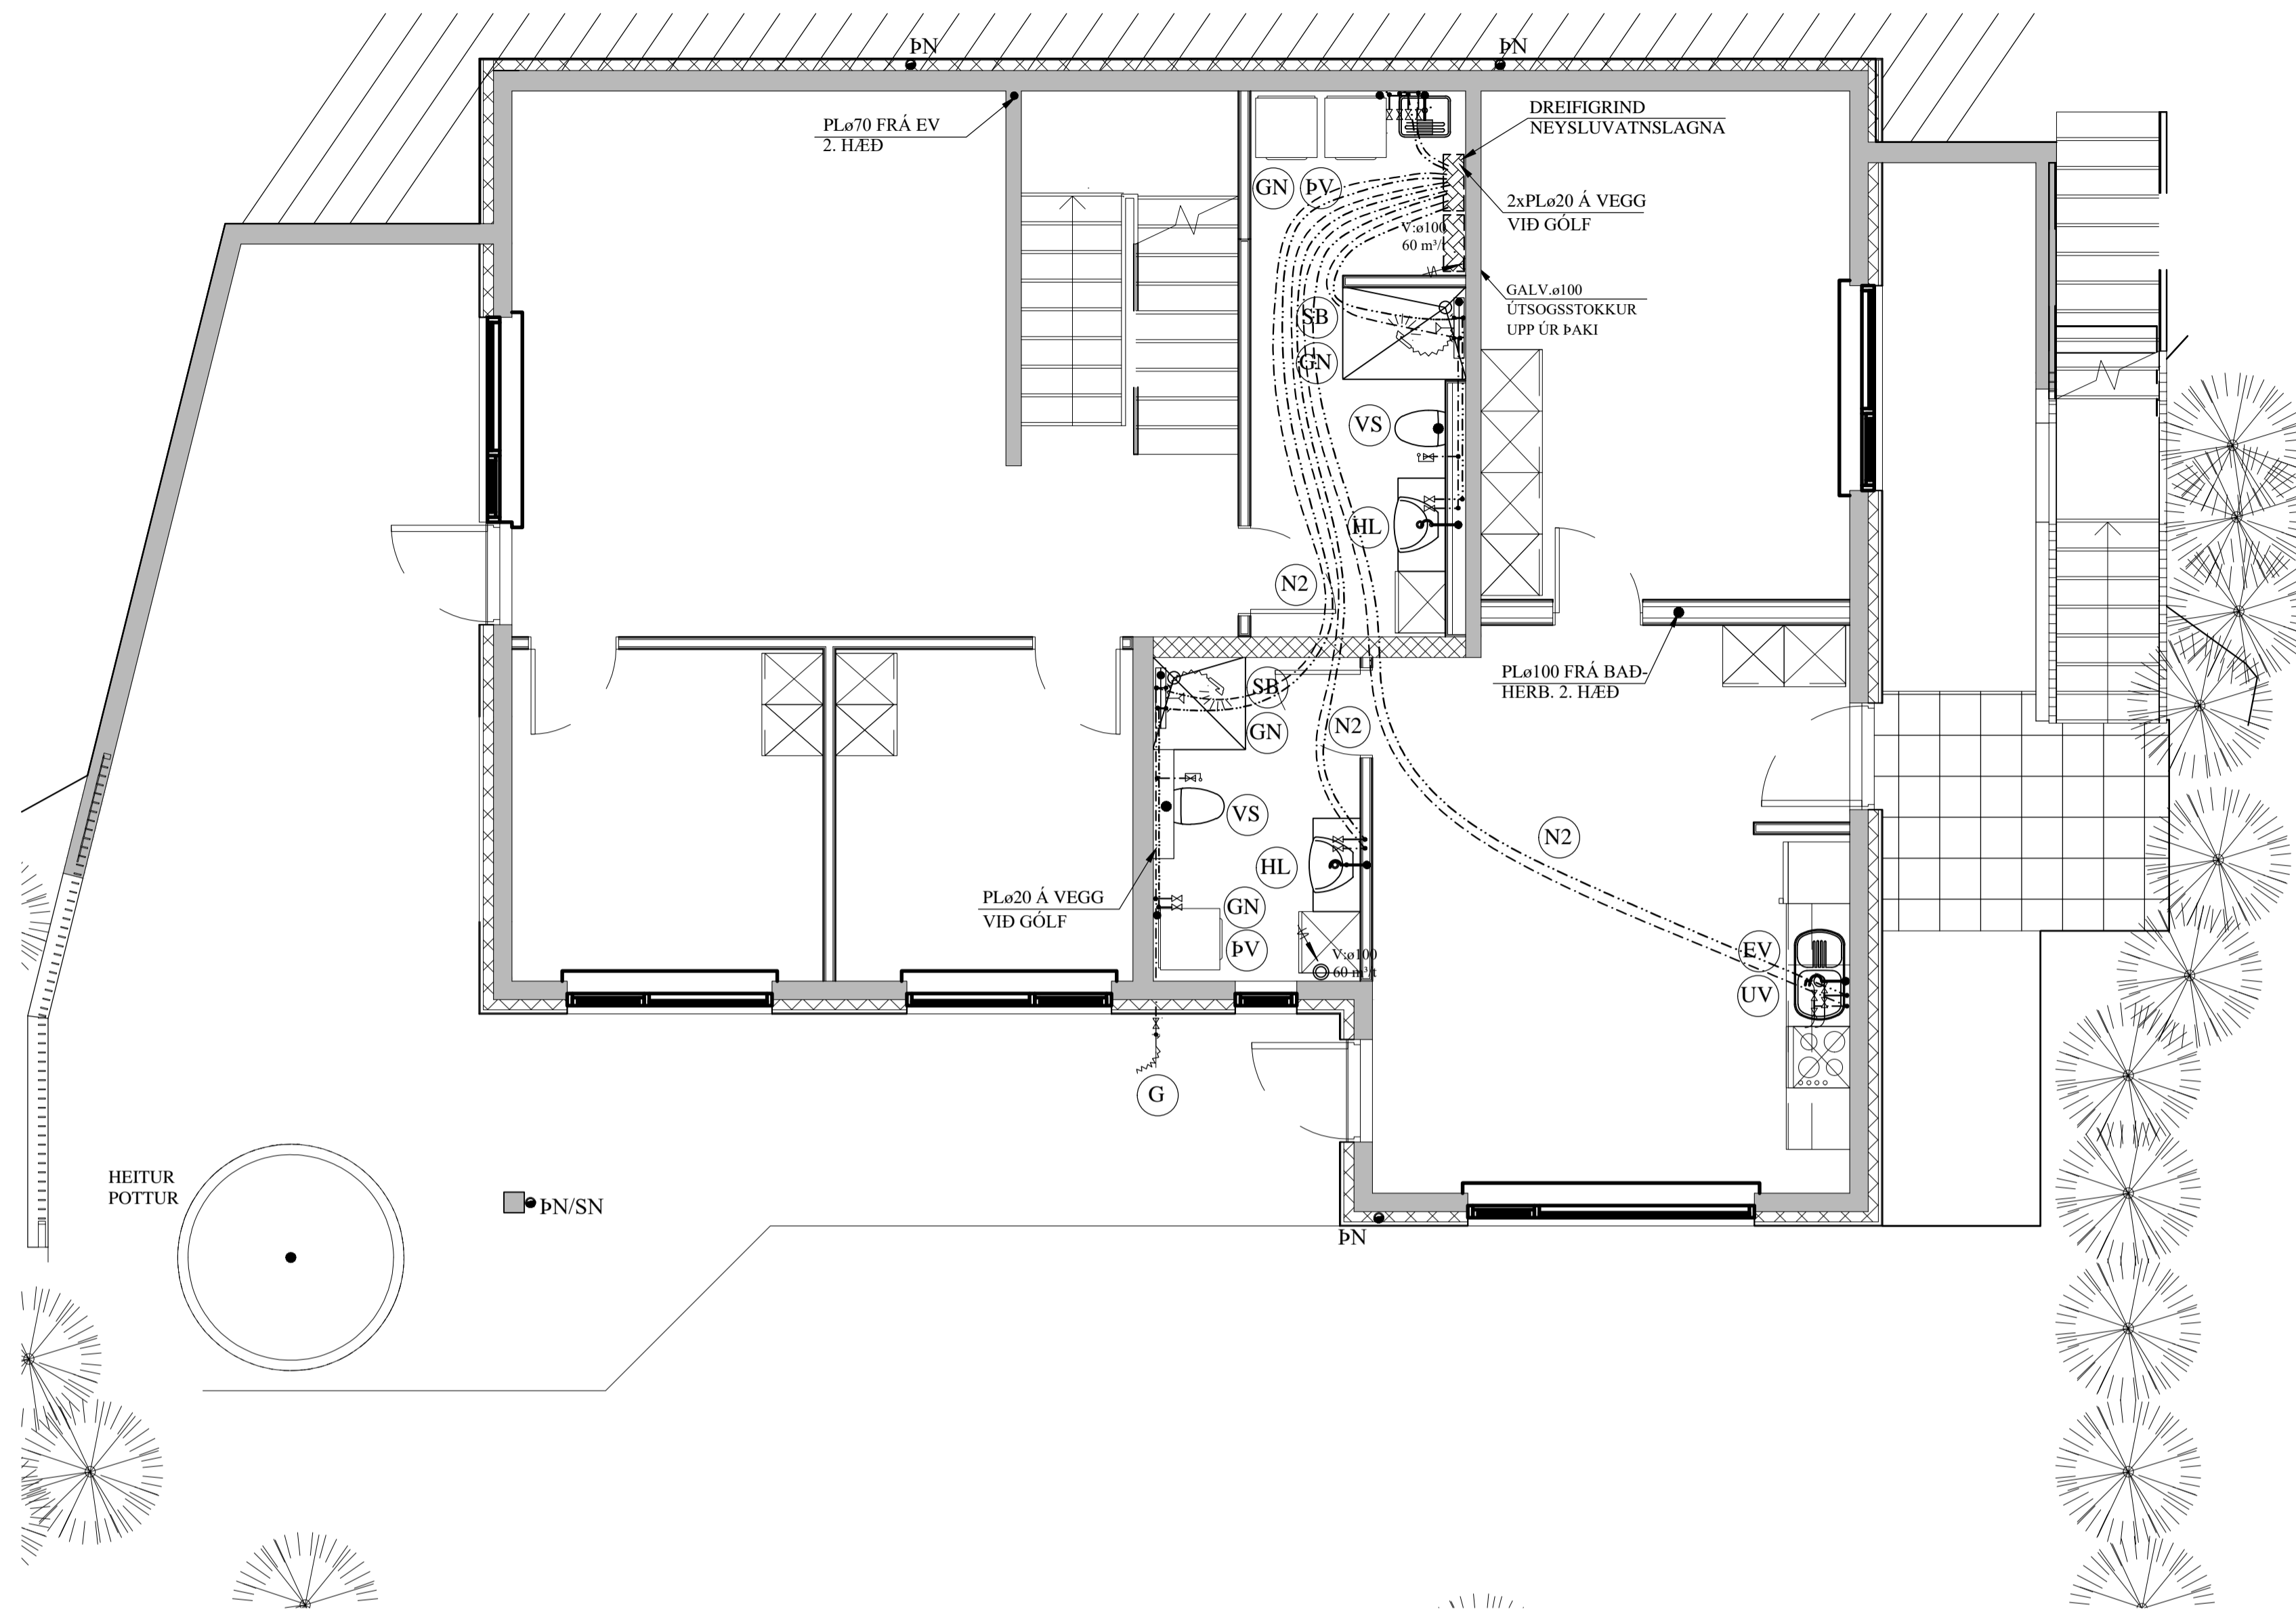 ÞN
ÞN
PLø70 FRÁ EV
2. HÆÐ
DREIFIGRIND
NEYSLUVATNSLAGNA
GN
ÞV
2xPLø20 Á VEGG
VIÐ GÓLF
V:ø100
60 m³/
GALV.ø100
ÚTSOGSSTOKKUR
UPP ÚR ÞAKI
SB
GN
VS
HL
N2
PLø100 FRÁ BAÐ-
HERB. 2. HÆÐ
SB
GN
N2
VS
N2
HL
PLø20 Á VEGG
VIÐ GÓLF
GN
ÞV
V:ø100
60 m³/t
EV
UV
G
HEITUR
POTTUR
ÞN/SN
ÞN